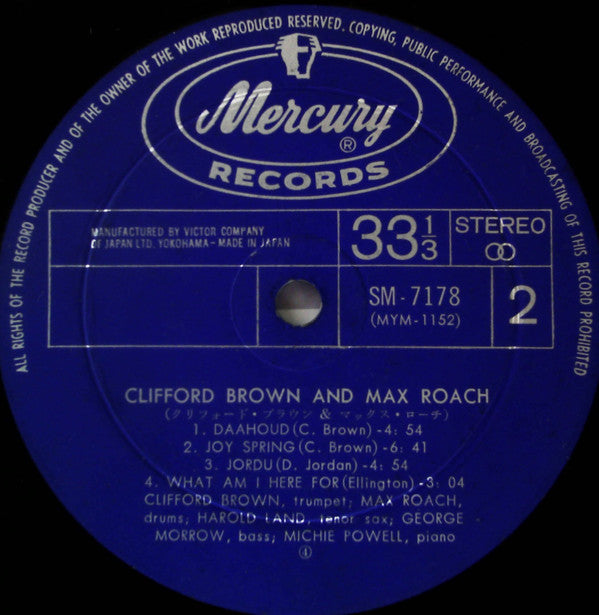 ALL RIGHTS OF THE RECORD PRODUCER AND OF THE OWNER OF THE WORK REPRODUCED RESERVED. COPYING, PUBLIC PERFORMANCE AND BROADCASTING OF THIS RECORD PROHIBITED
Mercury ®
RECORDS
MANUFACTURED BY VICTOR COMPANY
OF JAPAN LTD. YOKOHAMA - MADE IN JAPAN
33 1/3
STEREO
SM-7178
(MYM-1152)
2
CLIFFORD BROWN AND MAX ROACH
(クリフォード・ブラウン & マックス・ローチ)
1. DAAHOUD (C. Brown) -4: 54
2. JOY SPRING (C. Brown) -6: 41
3. JORDU (D. Jordan) -4: 54
4. WHAT AM I HERE FOR (Ellington) -3: 04
CLIFFORD BROWN, trumpet; MAX ROACH,
drums; HAROLD LAND, tenor sax; GEORGE
MORROW, bass; MICHIE POWELL, piano
④